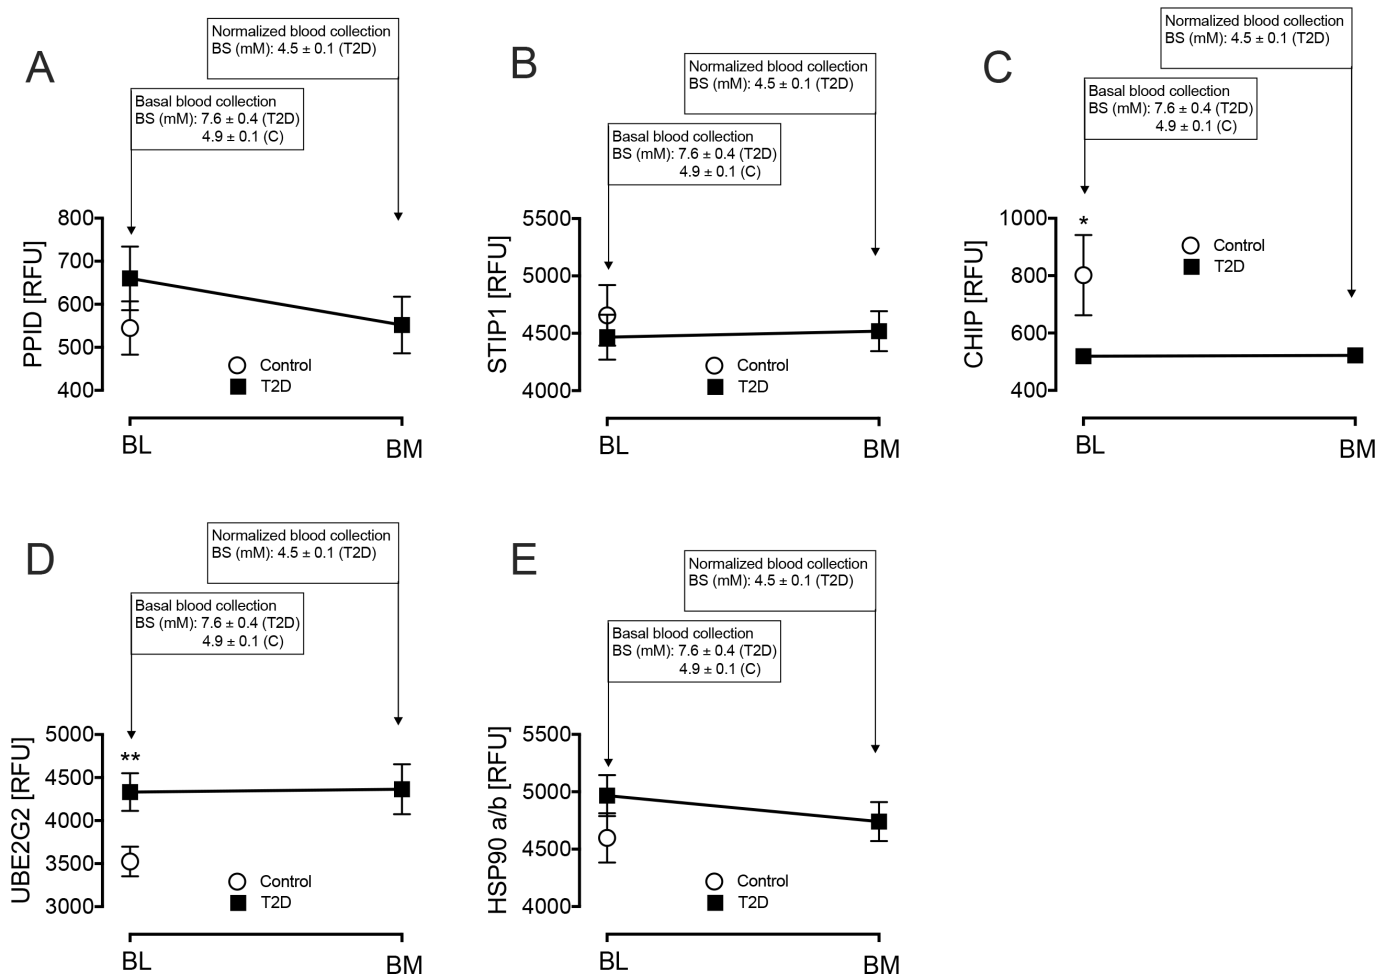 A
Normalized blood collection
BS (mM): 4.5 ± 0.1 (T2D)
Basal blood collection
BS (mM): 7.6 ± 0.4 (T2D)
4.9 ± 0.1 (C)
PPID [RFU]
800
700
600
500
400
Control
T2D
BL
BM
B
Normalized blood collection
BS (mM): 4.5 ± 0.1 (T2D)
Basal blood collection
BS (mM): 7.6 ± 0.4 (T2D)
4.9 ± 0.1 (C)
STIP1 [RFU]
5500
5000
4500
4000
Control
T2D
BL
BM
C
Normalized blood collection
BS (mM): 4.5 ± 0.1 (T2D)
Basal blood collection
BS (mM): 7.6 ± 0.4 (T2D)
4.9 ± 0.1 (C)
CHIP [RFU]
1000
800
600
400
*
Control
T2D
BL
BM
D
Normalized blood collection
BS (mM): 4.5 ± 0.1 (T2D)
Basal blood collection
BS (mM): 7.6 ± 0.4 (T2D)
4.9 ± 0.1 (C)
UBE2G2 [RFU]
5000
4500
4000
3500
3000
**
Control
T2D
BL
BM
E
Normalized blood collection
BS (mM): 4.5 ± 0.1 (T2D)
Basal blood collection
BS (mM): 7.6 ± 0.4 (T2D)
4.9 ± 0.1 (C)
HSP90 a/b [RFU]
5500
5000
4500
4000
Control
T2D
BL
BM